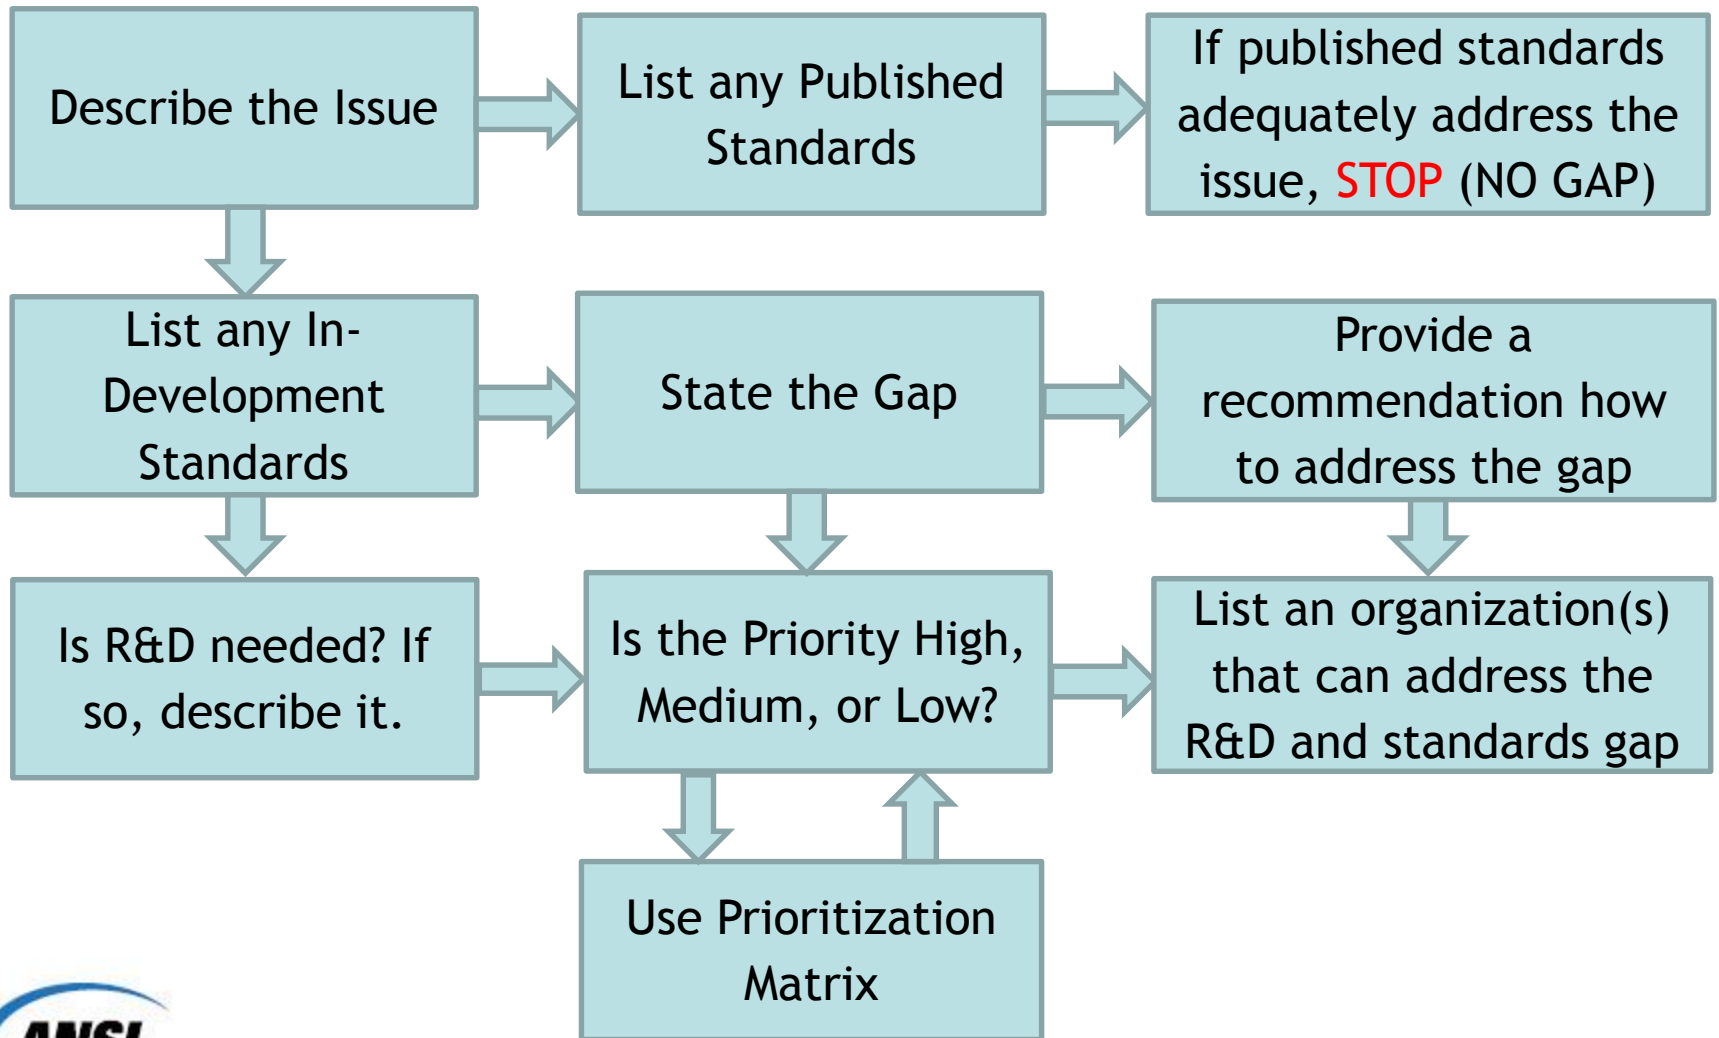 Describe the Issue
List any Published
Standards
If published standards
adequately address the
issue, STOP (NO GAP)
List any In-
Development
Standards
State the Gap
Provide a
recommendation how
to address the gap
Is R&D needed? If
so, describe it.
Is the Priority High,
Medium, or Low?
List an organization(s)
that can address the
R&D and standards gap
Use Prioritization
Matrix
ANSI